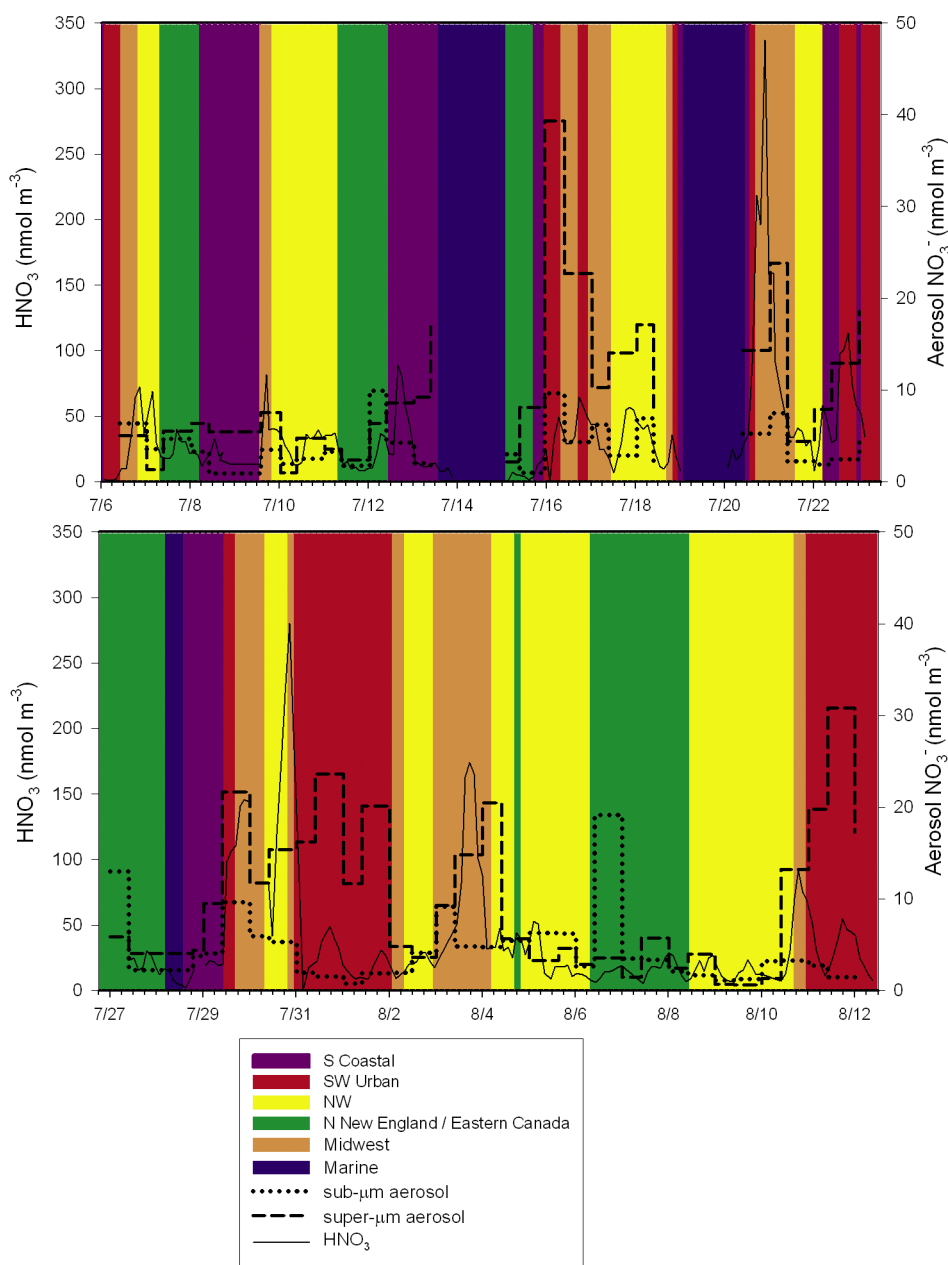 350
300
250
200
150
100
50
0
HNO₃ (nmol m⁻³)
50
40
30
20
10
0
Aerosol NO₃⁻ (nmol m⁻³)
7/6 7/8 7/10 7/12 7/14 7/16 7/18 7/20 7/22
350
300
250
200
150
100
50
0
HNO₃ (nmol m⁻³)
50
40
30
20
10
0
Aerosol NO₃⁻ (nmol m⁻³)
7/27 7/29 7/31 8/2 8/4 8/6 8/8 8/10 8/12
S Coastal
SW Urban
NW
N New England / Eastern Canada
Midwest
Marine
sub-μm aerosol
super-μm aerosol
HNO₃